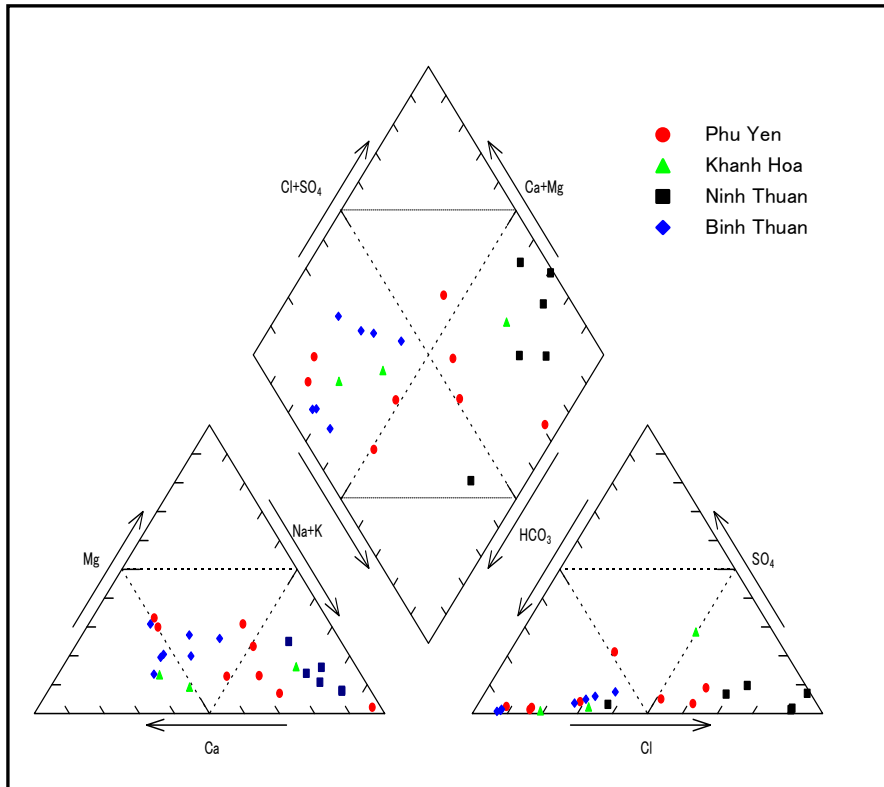 Phu Yen
Khanh Hoa
Ninh Thuan
Binh Thuan
Cl+SO₄
Ca+Mg
Mg
Na+K
HCO₃
SO₄
Ca
Cl